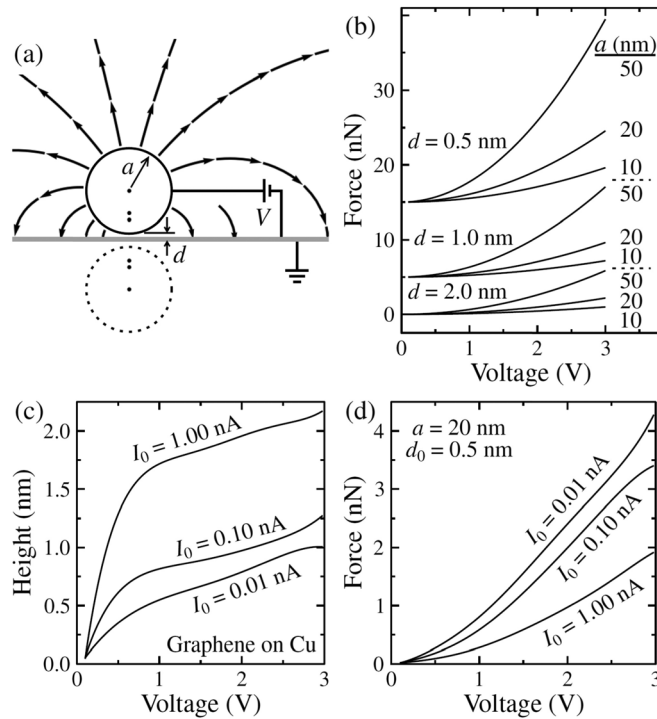 (a)
a
V
d
(b)
Force (nN)
30
20
10
0
a (nm)
50
d = 0.5 nm
20
10
50
d = 1.0 nm
20
10
50
d = 2.0 nm
20
10
0 1 2 3
Voltage (V)
(c)
Height (nm)
2.0
1.5
1.0
0.5
0.0
I0 = 1.00 nA
I0 = 0.10 nA
I0 = 0.01 nA
Graphene on Cu
0 1 2 3
Voltage (V)
(d)
Force (nN)
4
3
2
1
0
a = 20 nm
d0 = 0.5 nm
I0 = 0.01 nA
I0 = 0.10 nA
I0 = 1.00 nA
0 1 2 3
Voltage (V)